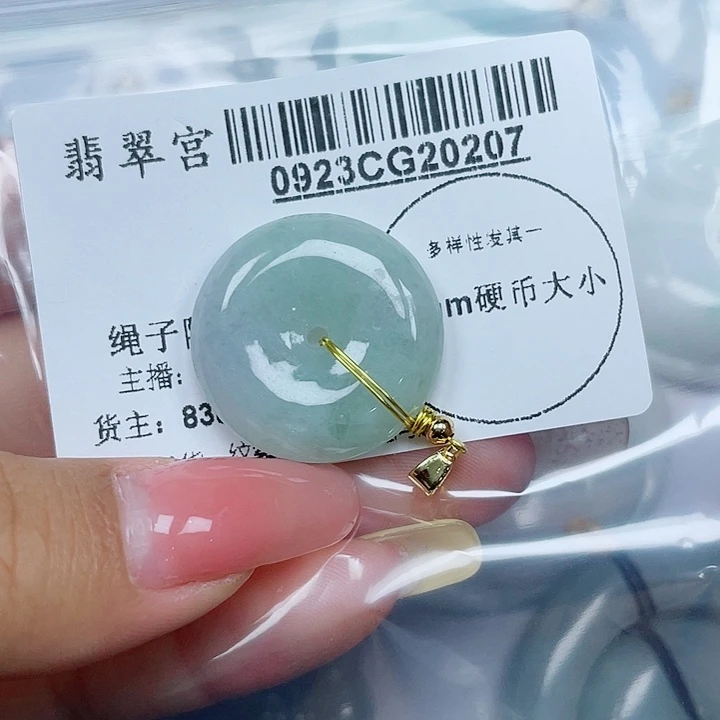 翡翠宫
0923CG20207
多样性发其一
m硬币大小
绳子
主播:
货主: 83